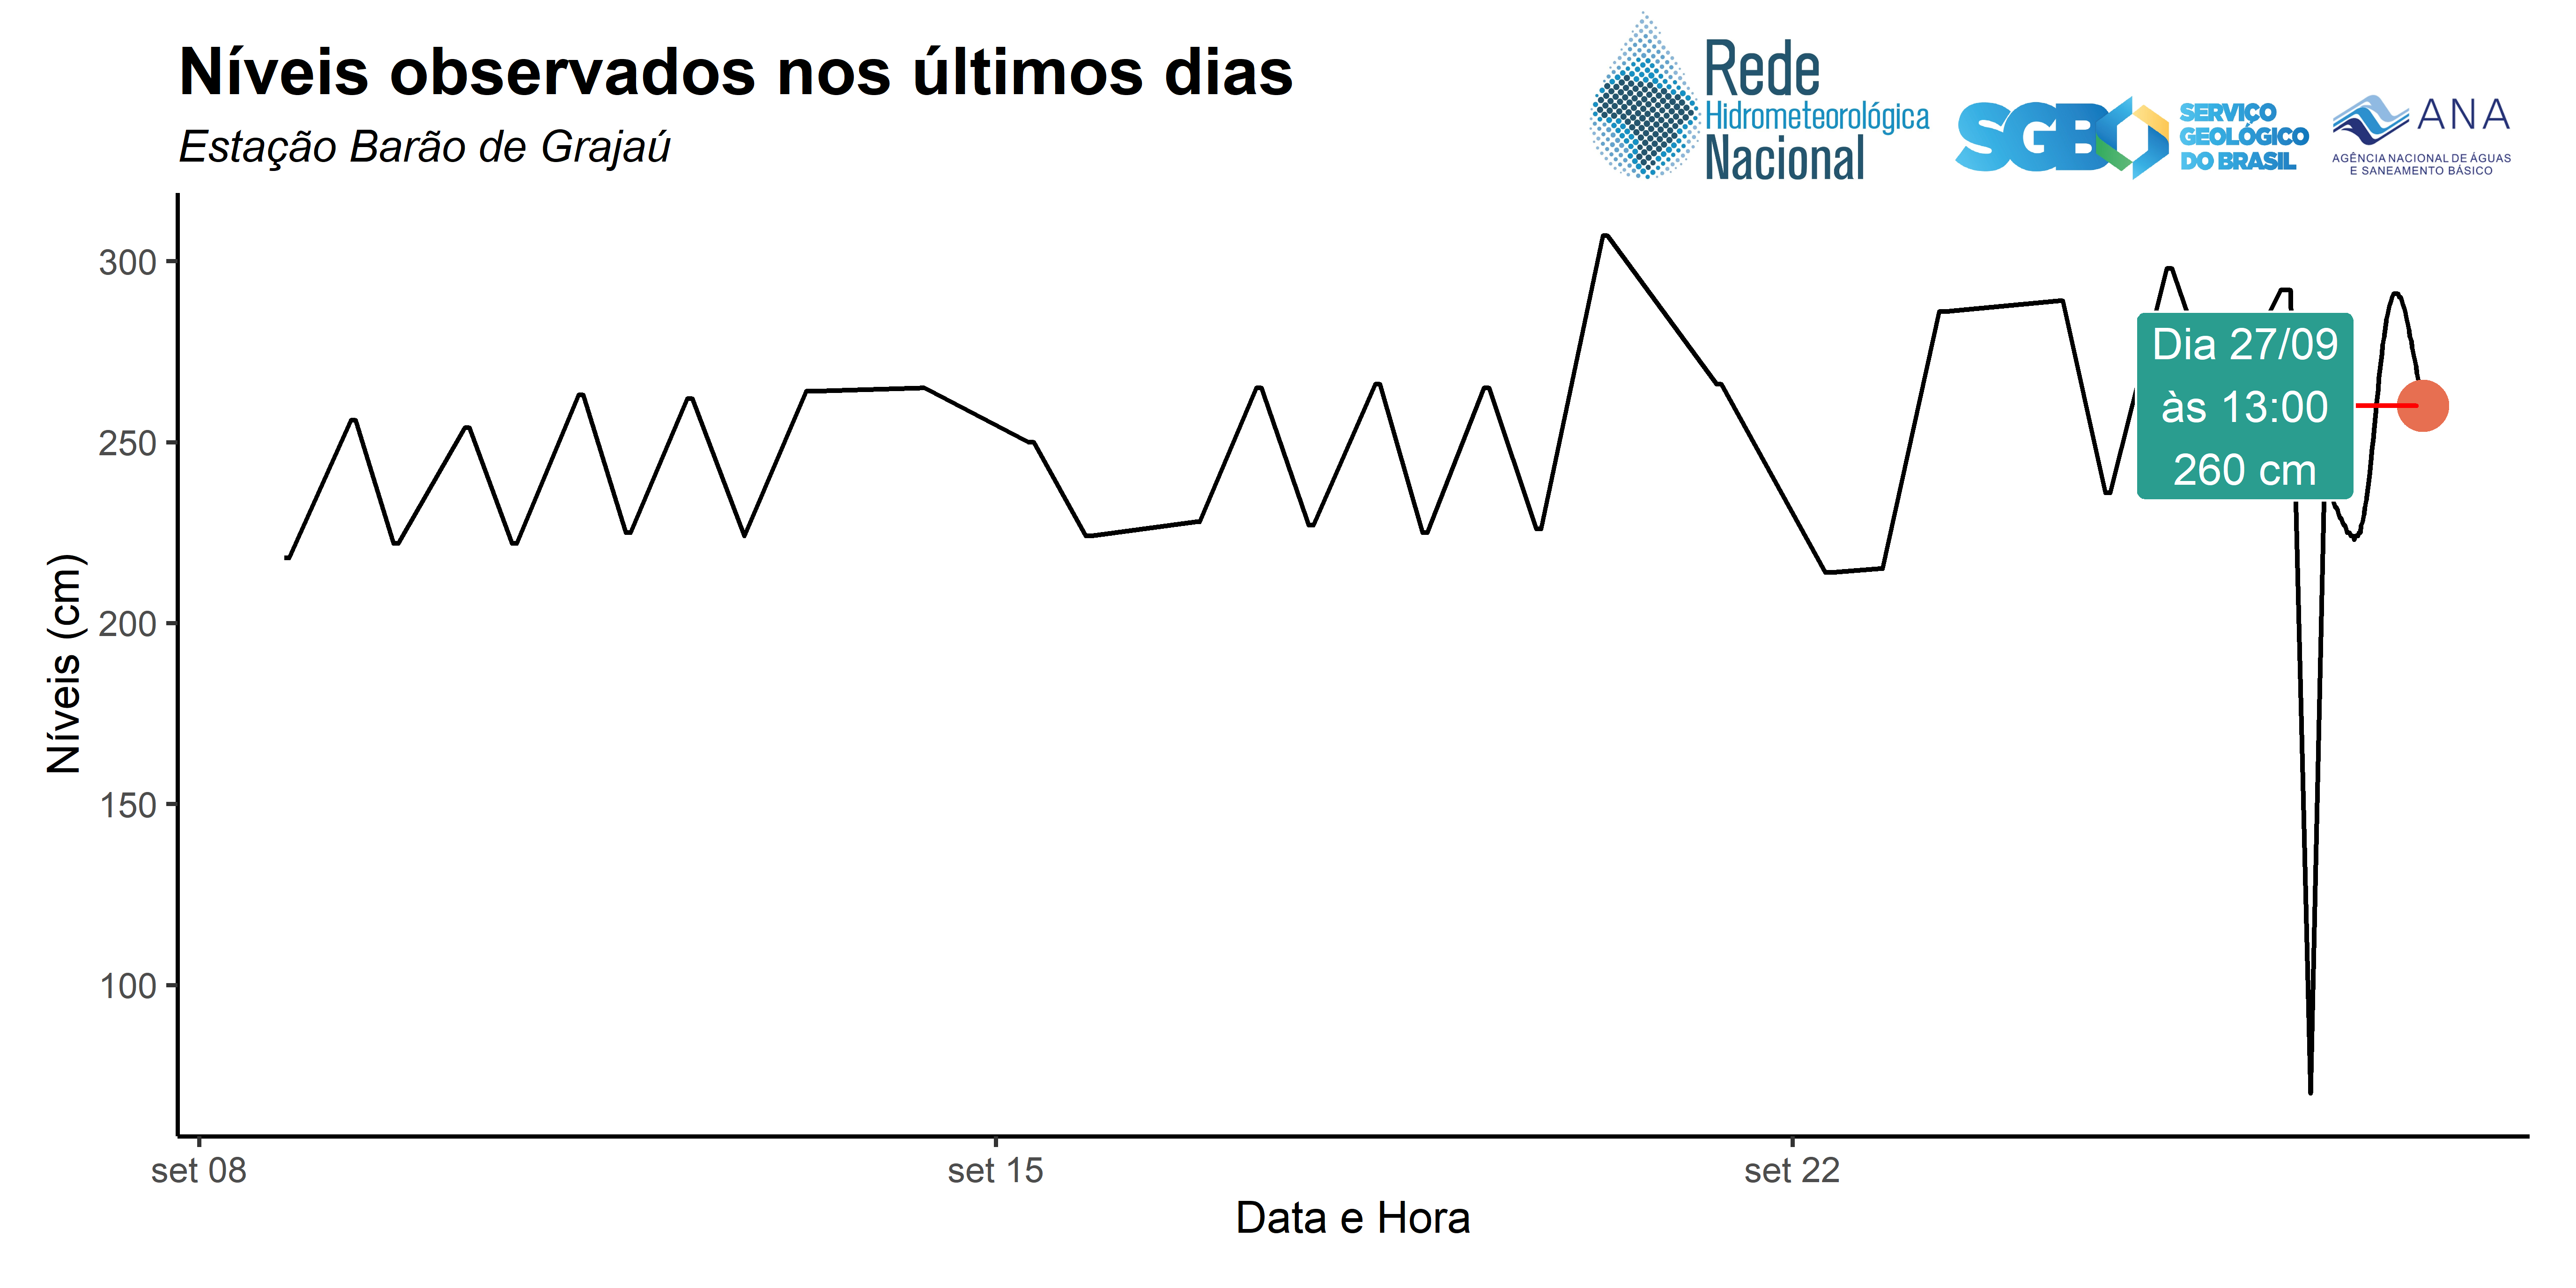 Níveis observados nos últimos dias
Estação Barão de Grajaú
Rede
Hidrometeorológica
Nacional
SGB
SERVIÇO
GEOLÓGICO
DO BRASIL
ANA
AGÊNCIA NACIONAL DE ÁGUAS
E SANEAMENTO BÁSICO
Níveis (cm)
300
250
200
150
100
Dia 27/09
às 13:00
260 cm
set 08
set 15
set 22
Data e Hora